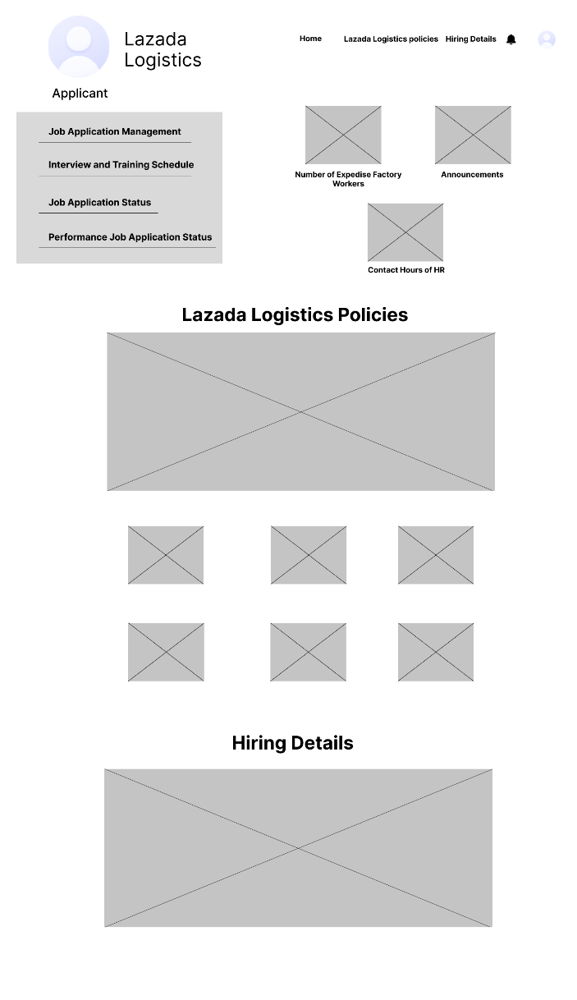 Lazada
Logistics
Home
Lazada Logistics policies
Hiring Details
Applicant
Job Application Management
Interview and Training Schedule
Job Application Status
Performance Job Application Status
Number of Expedise Factory
Workers
Announcements
Contact Hours of HR
Lazada Logistics Policies
Hiring Details